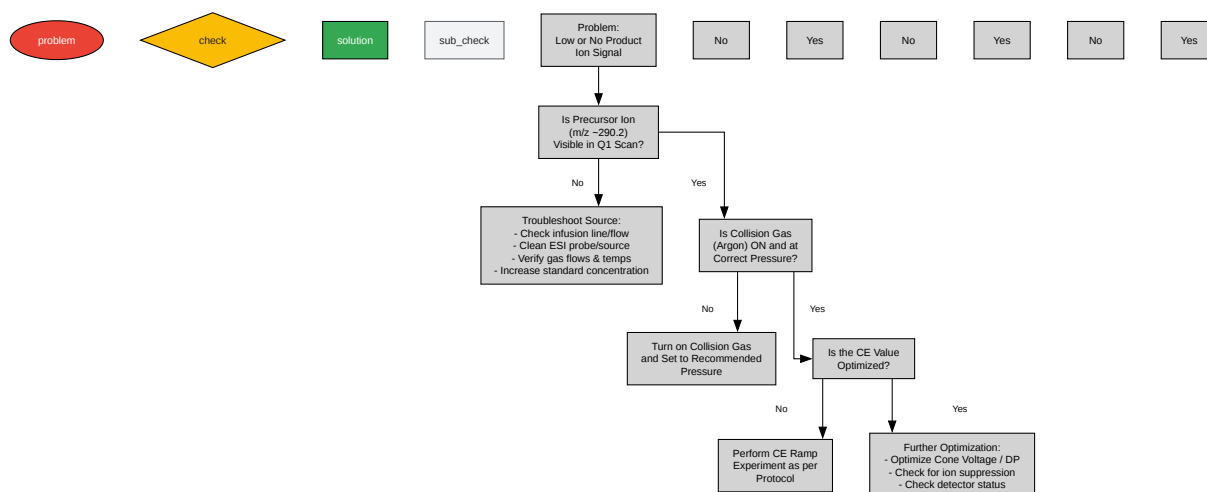 problem
check
solution
sub_check
Problem:
Low or No Product
Ion Signal
No
Yes
No
Yes
No
Yes
Is Precursor Ion
(m/z ~290.2)
Visible in Q1 Scan?
No
Yes
Troubleshoot Source:
- Check infusion line/flow
- Clean ESI probe/source
- Verify gas flows & temps
- Increase standard concentration
Is Collision Gas
(Argon) ON and at
Correct Pressure?
No
Yes
Turn on Collision Gas
and Set to Recommended
Pressure
Is the CE Value
Optimized?
No
Yes
Perform CE Ramp
Experiment as per
Protocol
Further Optimization:
- Optimize Cone Voltage / DP
- Check for ion suppression
- Check detector status